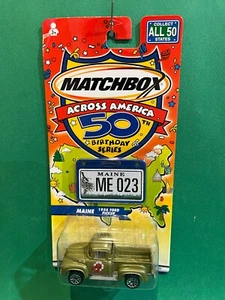 COLLECT
ALL 50
STATES
MATCHBOX
ACROSS AMERICA
50TH
BIRTHDAY
SERIES
MAINE
ME 023
MAINE
1956 FORD
PICKUP